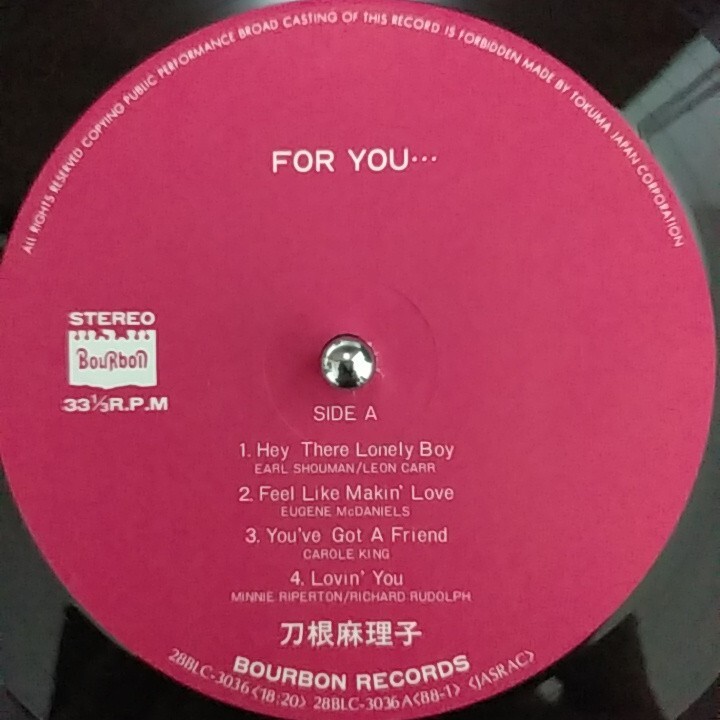 ALL RIGHTS RESERVED COPYING PUBLIC PERFORMANCE BROAD CASTING OF THIS RECORD IS FORBIDDEN MADE BY TOKUMA JAPAN CORPORATION
FOR YOU…
STEREO
BouRbon
33⅓R.P.M
SIDE A
1. Hey There Lonely Boy
EARL SHOUMAN/LEON CARR
2. Feel Like Makin' Love
EUGENE McDANIELS
3. You've Got A Friend
CAROLE KING
4. Lovin' You
MINNIE RIPERTON/RICHARD RUDOLPH
刀根麻理子
BOURBON RECORDS
28BLC-3036<18:20> 28BLC-3036A<88-1> <JASRAC>